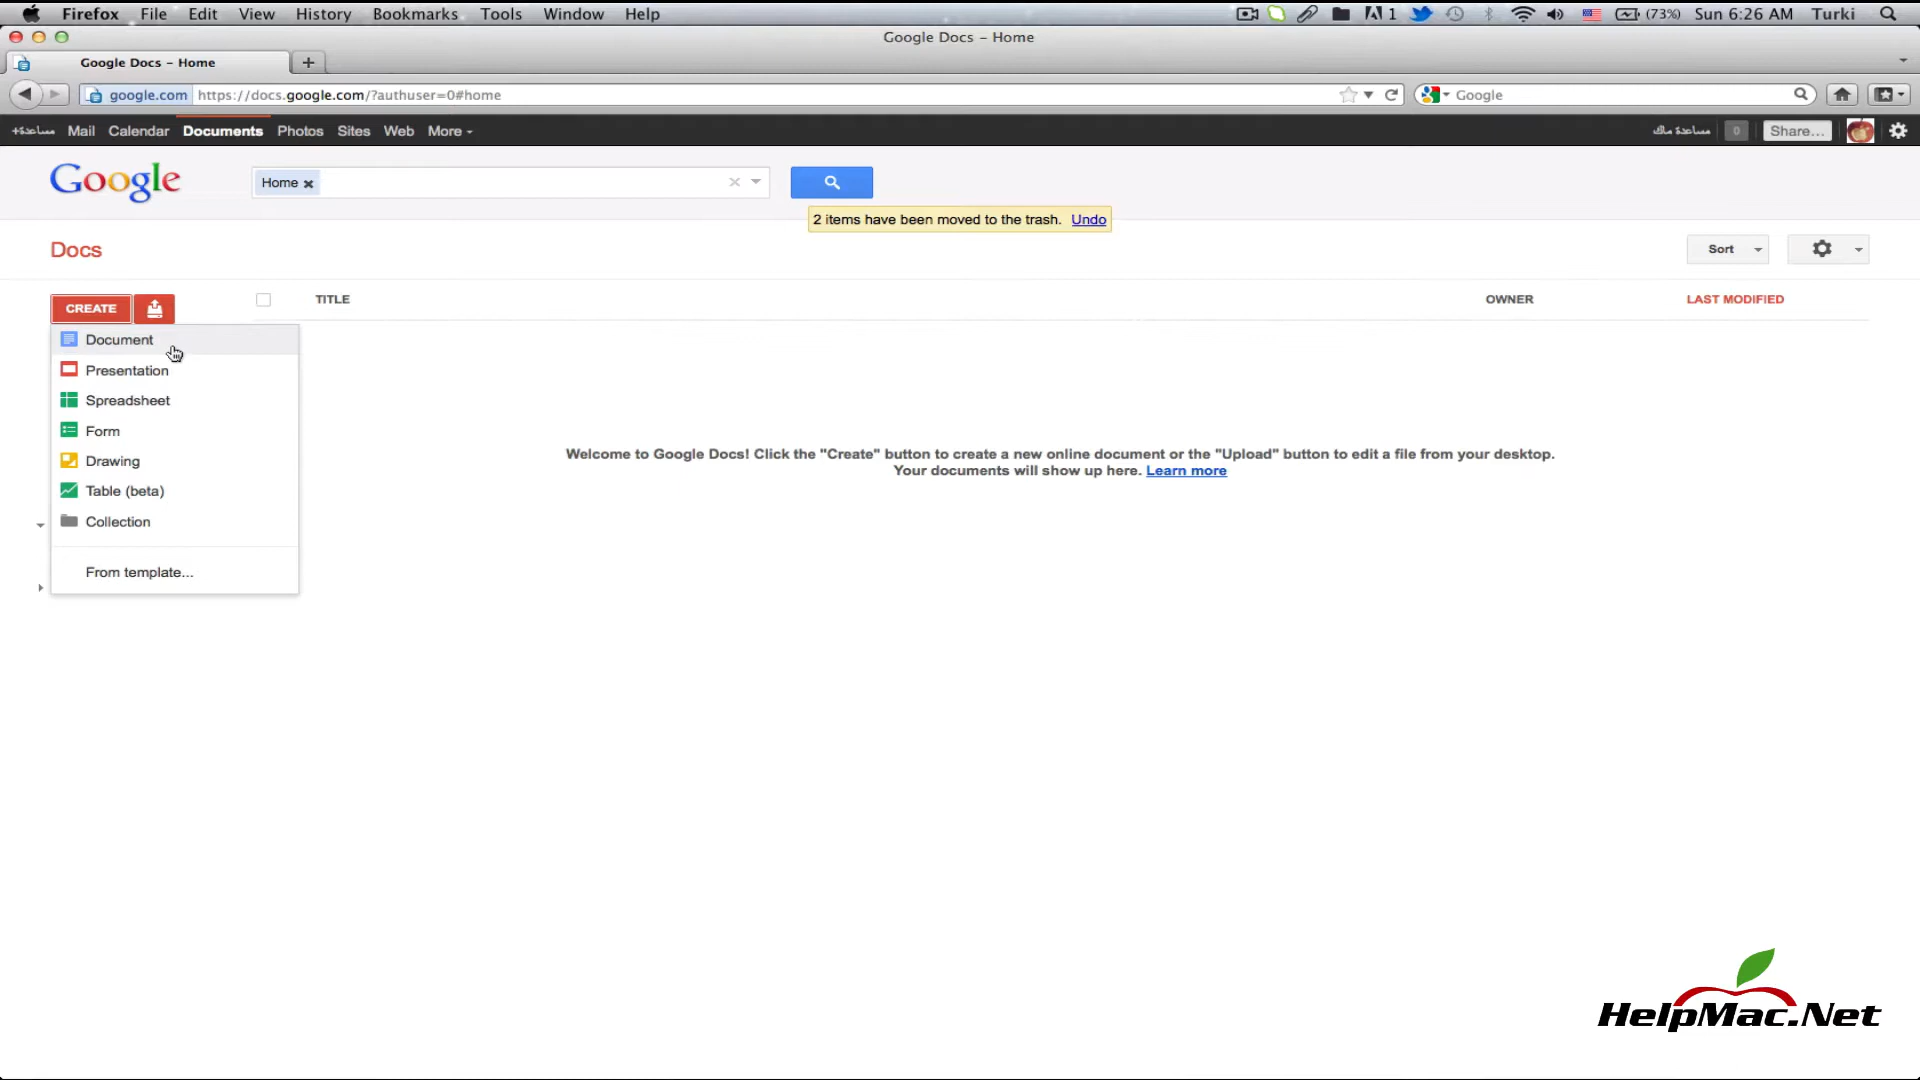 Firefox File Edit View History Bookmarks Tools Window Help 1 (73%) Sun 6:26 AM Turki
Google Docs – Home
Google Docs – Home
google.com https://docs.google.com/?authuser=0#home Google
+مساعدة Mail Calendar Documents Photos Sites Web More مساعدة ماك 0 Share...
Google Home
2 items have been moved to the trash. Undo
Docs Sort
CREATE TITLE OWNER LAST MODIFIED
Document
Presentation
Spreadsheet
Form
Drawing
Table (beta)
Collection
From template...
Welcome to Google Docs! Click the "Create" button to create a new online document or the "Upload" button to edit a file from your desktop.
Your documents will show up here. Learn more
HelpMac.Net